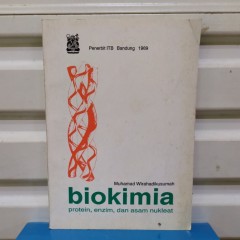 Penerbit ITB Bandung 1989
Muhamad Wirahadikusumah
biokimia
protein, enzim, dan asam nukleat